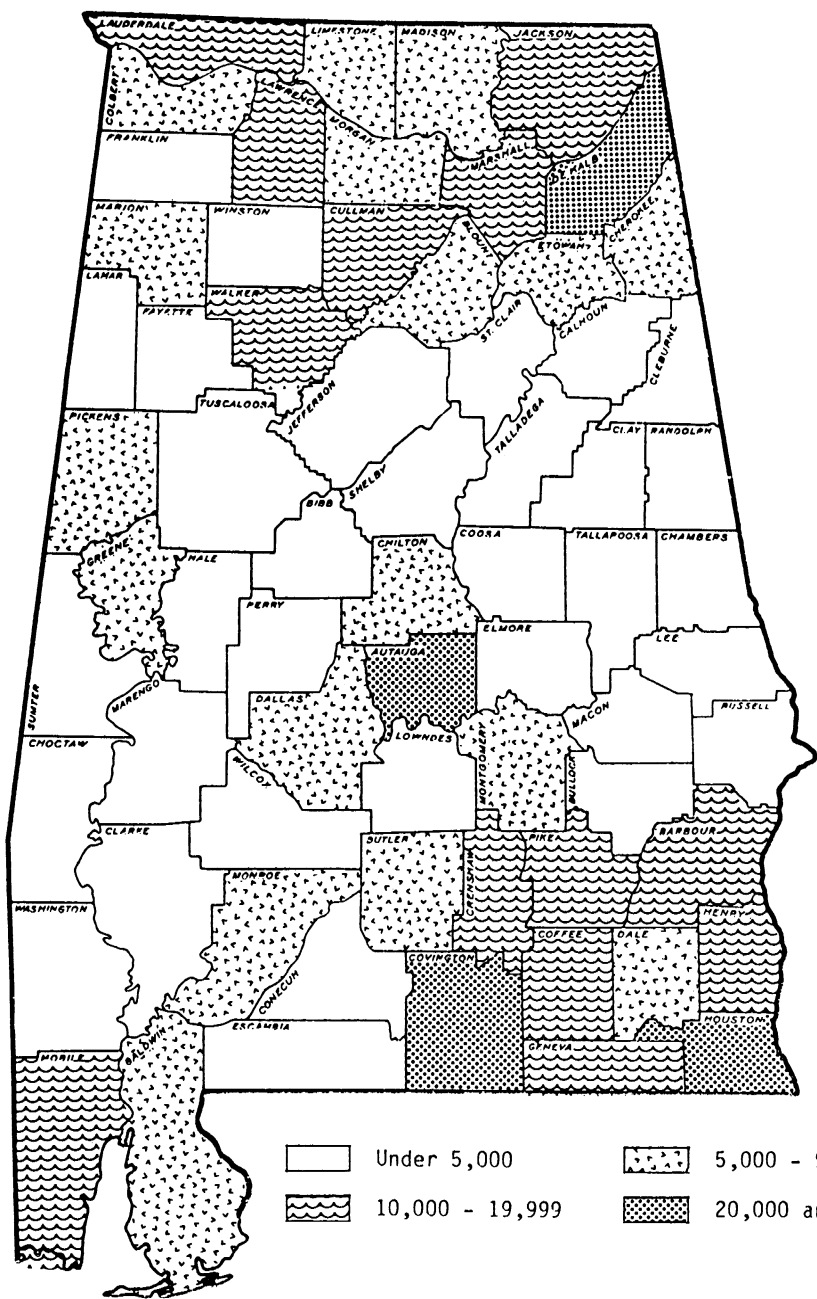 LAUDERDALE
LIMESTONE
MADISON
JACKSON
COLBERT
LAWRENCE
FRANKLIN
MORGAN
MARSHALL
DE KALB
MARION
WINSTON
CULLMAN
BLOUNT
ETOWAH
CHEROKEE
LAMAR
FAYETTE
WALKER
ST. CLAIR
CALHOUN
CLEBURNE
PICKENS
TUSCALOOSA
JEFFERSON
SHELBY
TALLADEGA
CLAY
RANDOLPH
BIBB
GREENE
HALE
CHILTON
COOSA
TALLAPOOSA
CHAMBERS
PERRY
AUTAUGA
ELMORE
LEE
SUMTER
MARENGO
DALLAS
LOWNDES
MONTGOMERY
MACON
RUSSELL
CHOCTAW
WILCOX
BULLOCK
CLARKE
BUTLER
CRENSHAW
PIKE
BARBOUR
WASHINGTON
MONROE
CONECUH
COVINGTON
COFFEE
DALE
HENRY
ESCAMBIA
GENEVA
HOUSTON
MOBILE
BALDWIN
Under 5,000
5,000 -
10,000 - 19,999
20,000